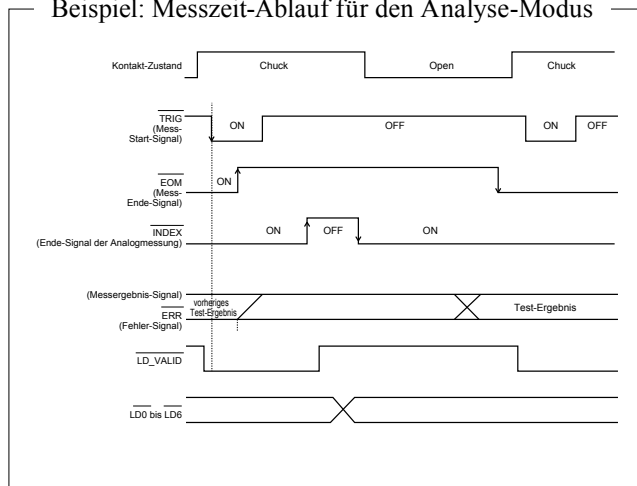 Beispiel: Messzeit-Ablauf für den Analyse-Modus
Kontakt-Zustand
Chuck
Open
Chuck
TRIG
(Mess-
Start-Signal)
ON
OFF
ON
OFF
EOM
(Mess-
Ende-Signal)
ON
INDEX
(Ende-Signal der Analogmessung)
ON
OFF
ON
(Messergebnis-Signal)
ERR
(Fehler-Signal)
vorheriges
Test-Ergebnis
Test-Ergebnis
LD_VALID
LD0 bis LD6